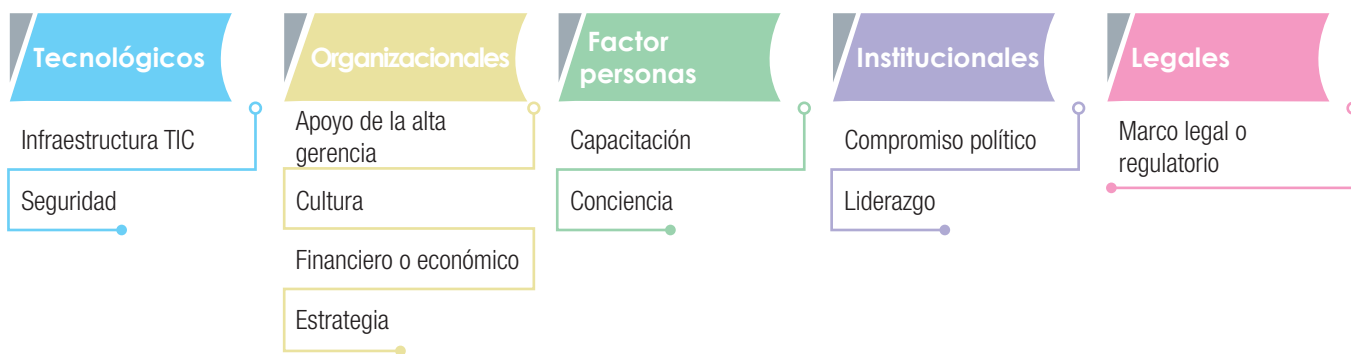 Tecnológicos
Infraestructura TIC
Seguridad
Organizacionales
Apoyo de la alta
gerencia
Cultura
Financiero o económico
Estrategia
Factor
personas
Capacitación
Conciencia
Institucionales
Compromiso político
Liderazgo
Legales
Marco legal o
regulatorio